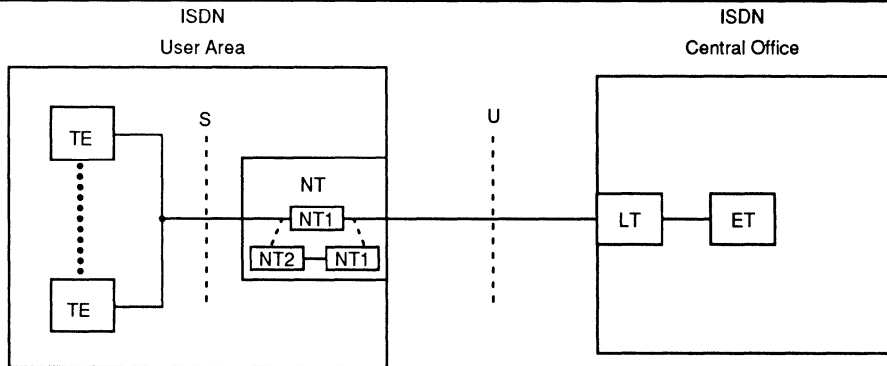 ISDN
User Area
ISDN
Central Office
TE
S
U
NT
NT1
LT
ET
NT2
NT1
TE